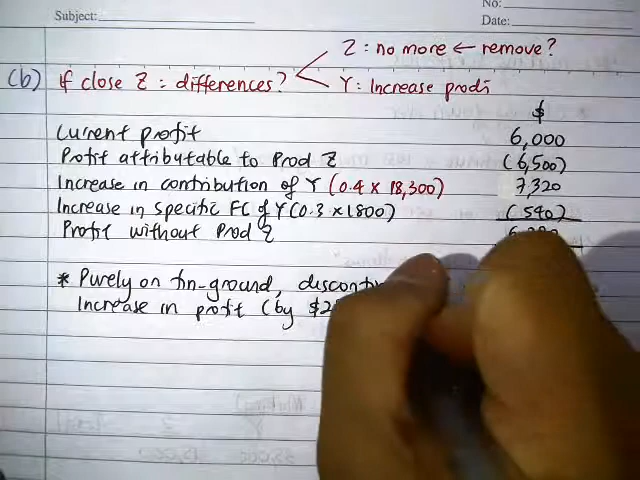 Subject:
No:
Date:
Z : no more ← remove?
(b) If close Z : differences?
Y : Increase prodn
$
Current profit 6,000
Profit attributable to Prod Z (6,500)
Increase in contribution of Y (0.4 x 18,300) 7,320
Increase in specific FC of Y (0.3 x 1800) (540)
Profit without Prod Z
* Purely on fin-ground,
Increase in profit (by